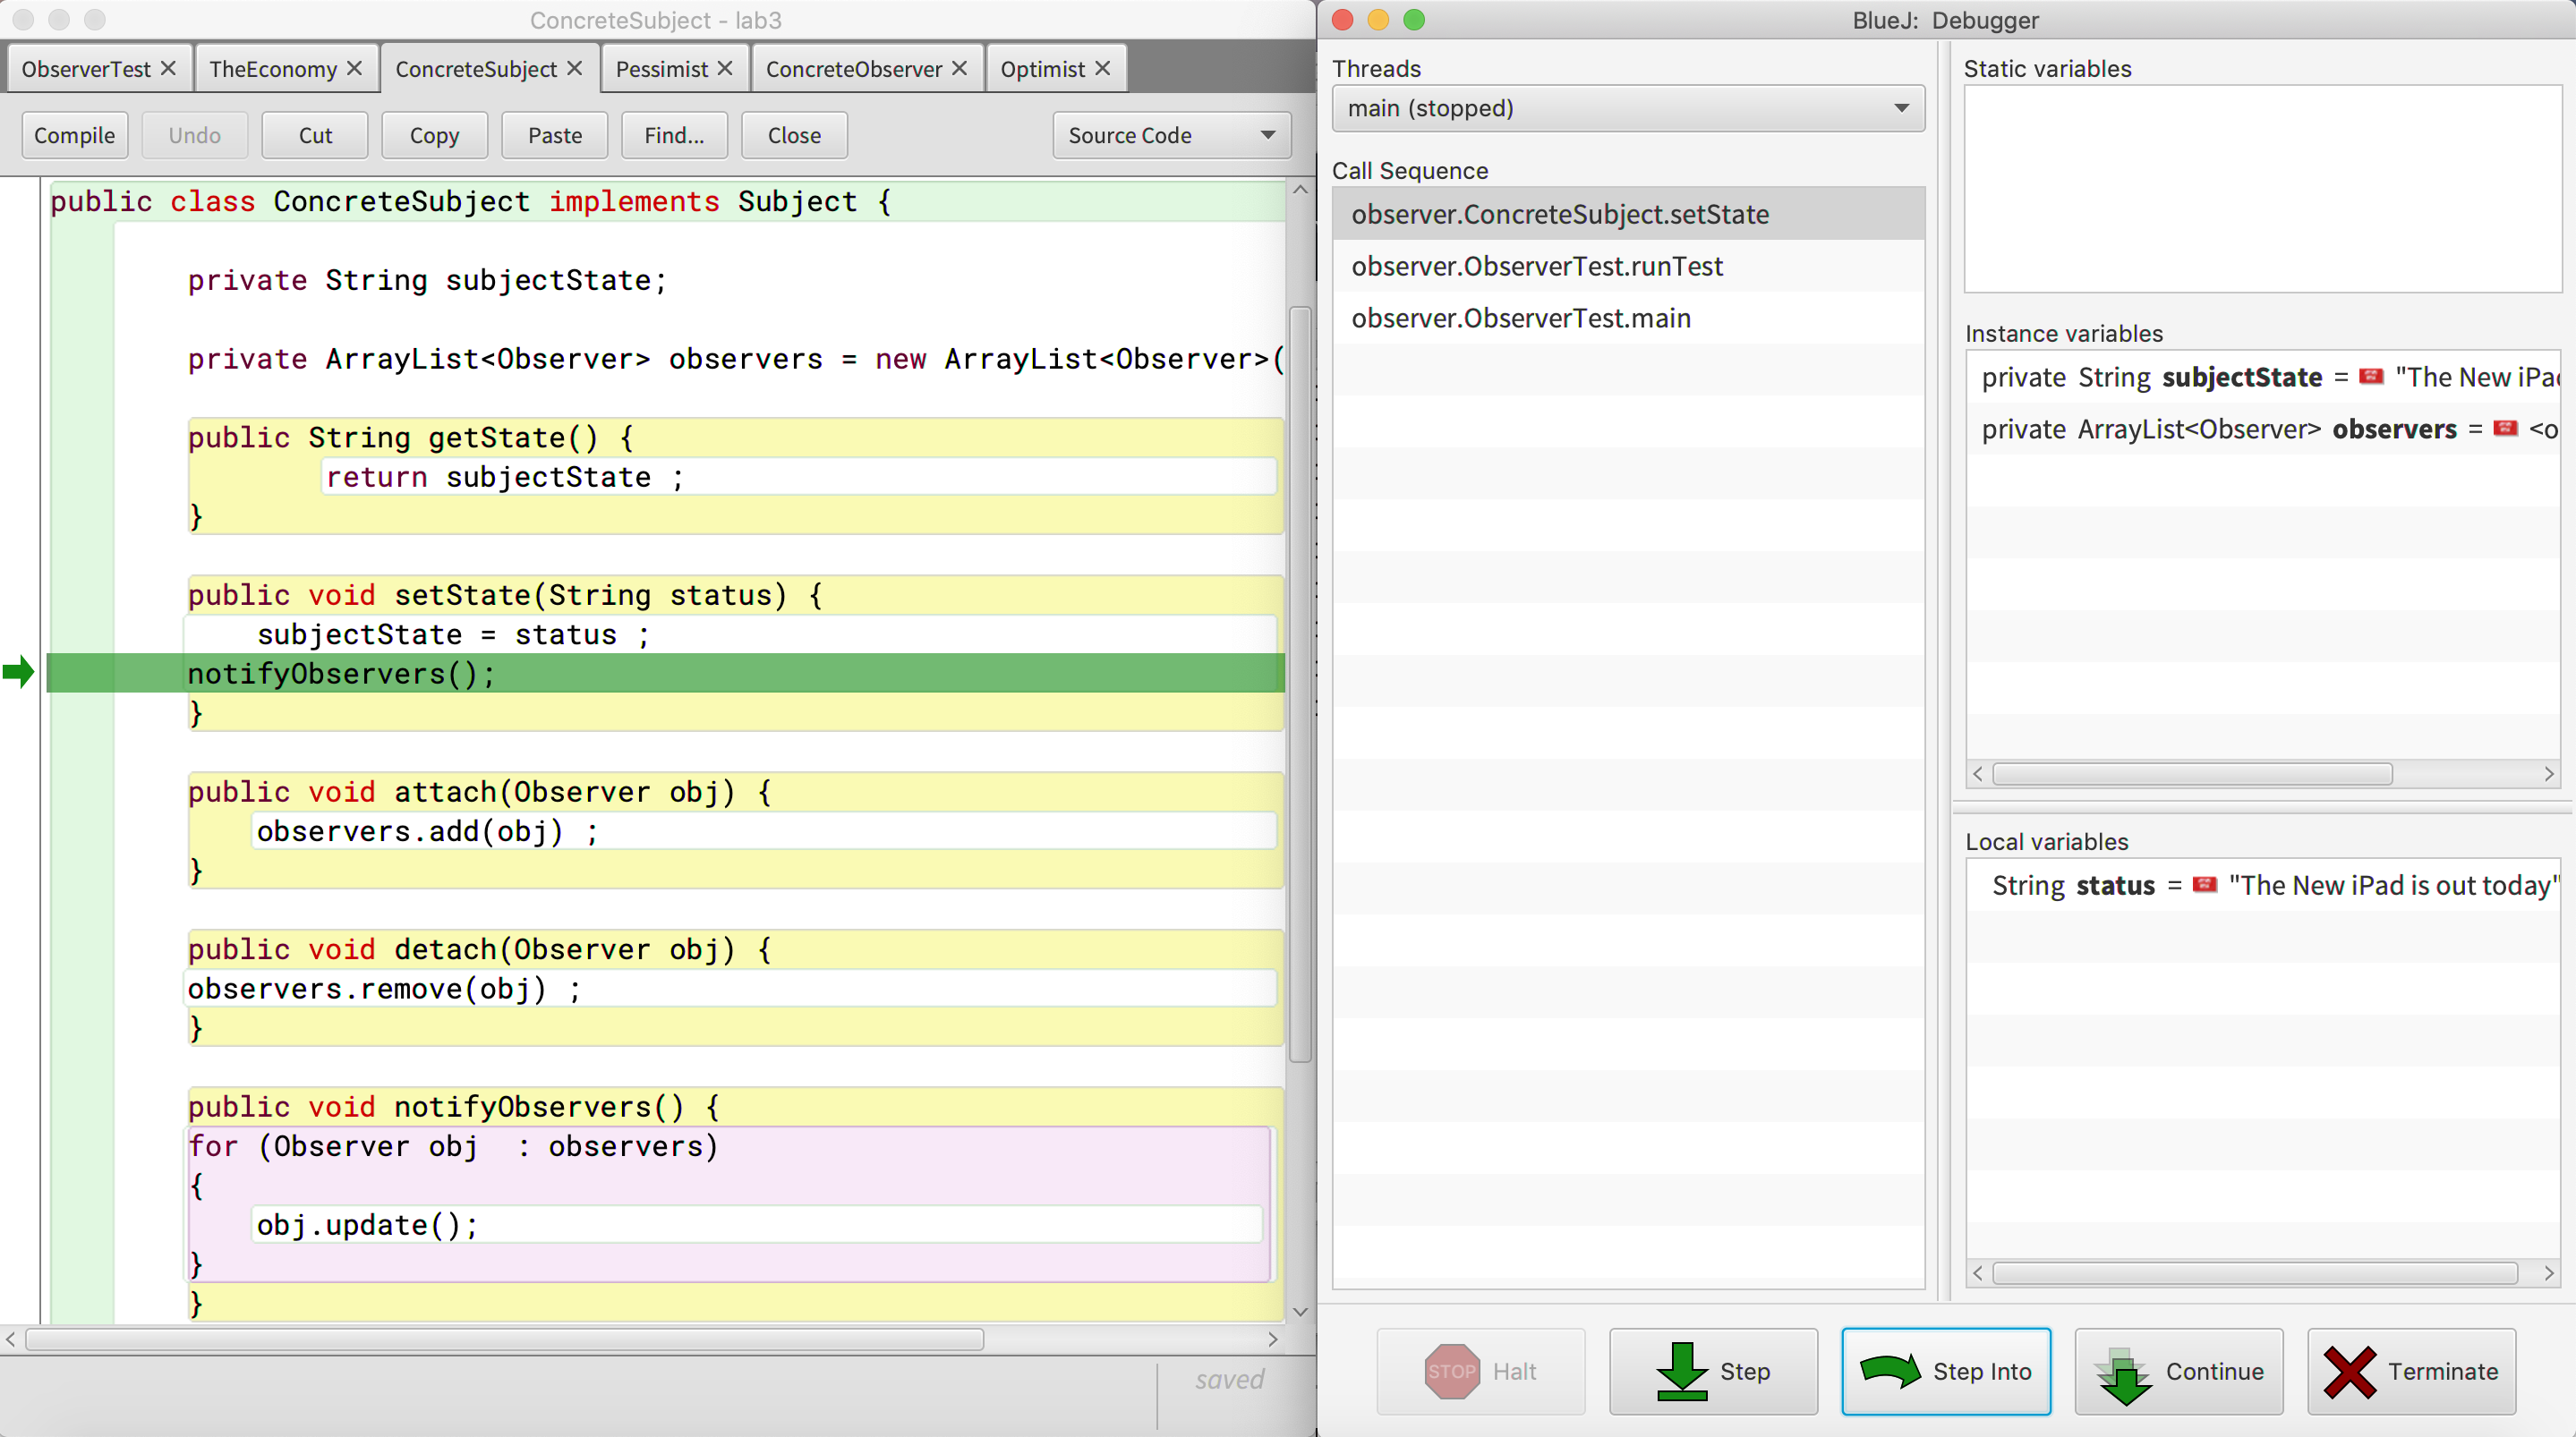 ConcreteSubject - lab3
ObserverTest TheEconomy ConcreteSubject Pessimist ConcreteObserver Optimist
Compile Undo Cut Copy Paste Find... Close Source Code
public class ConcreteSubject implements Subject {
private String subjectState;
private ArrayList<Observer> observers = new ArrayList<Observer>(
public String getState() {
return subjectState ;
}
public void setState(String status) {
subjectState = status ;
notifyObservers();
}
public void attach(Observer obj) {
observers.add(obj) ;
}
public void detach(Observer obj) {
observers.remove(obj) ;
}
public void notifyObservers() {
for (Observer obj  : observers)
{
obj.update();
}
}
saved
BlueJ: Debugger
Threads
main (stopped)
Call Sequence
observer.ConcreteSubject.setState
observer.ObserverTest.runTest
observer.ObserverTest.main
Static variables
Instance variables
private String subjectState = "The New iPad
private ArrayList<Observer> observers = <o
Local variables
String status = "The New iPad is out today"
STOP Halt Step Step Into Continue Terminate